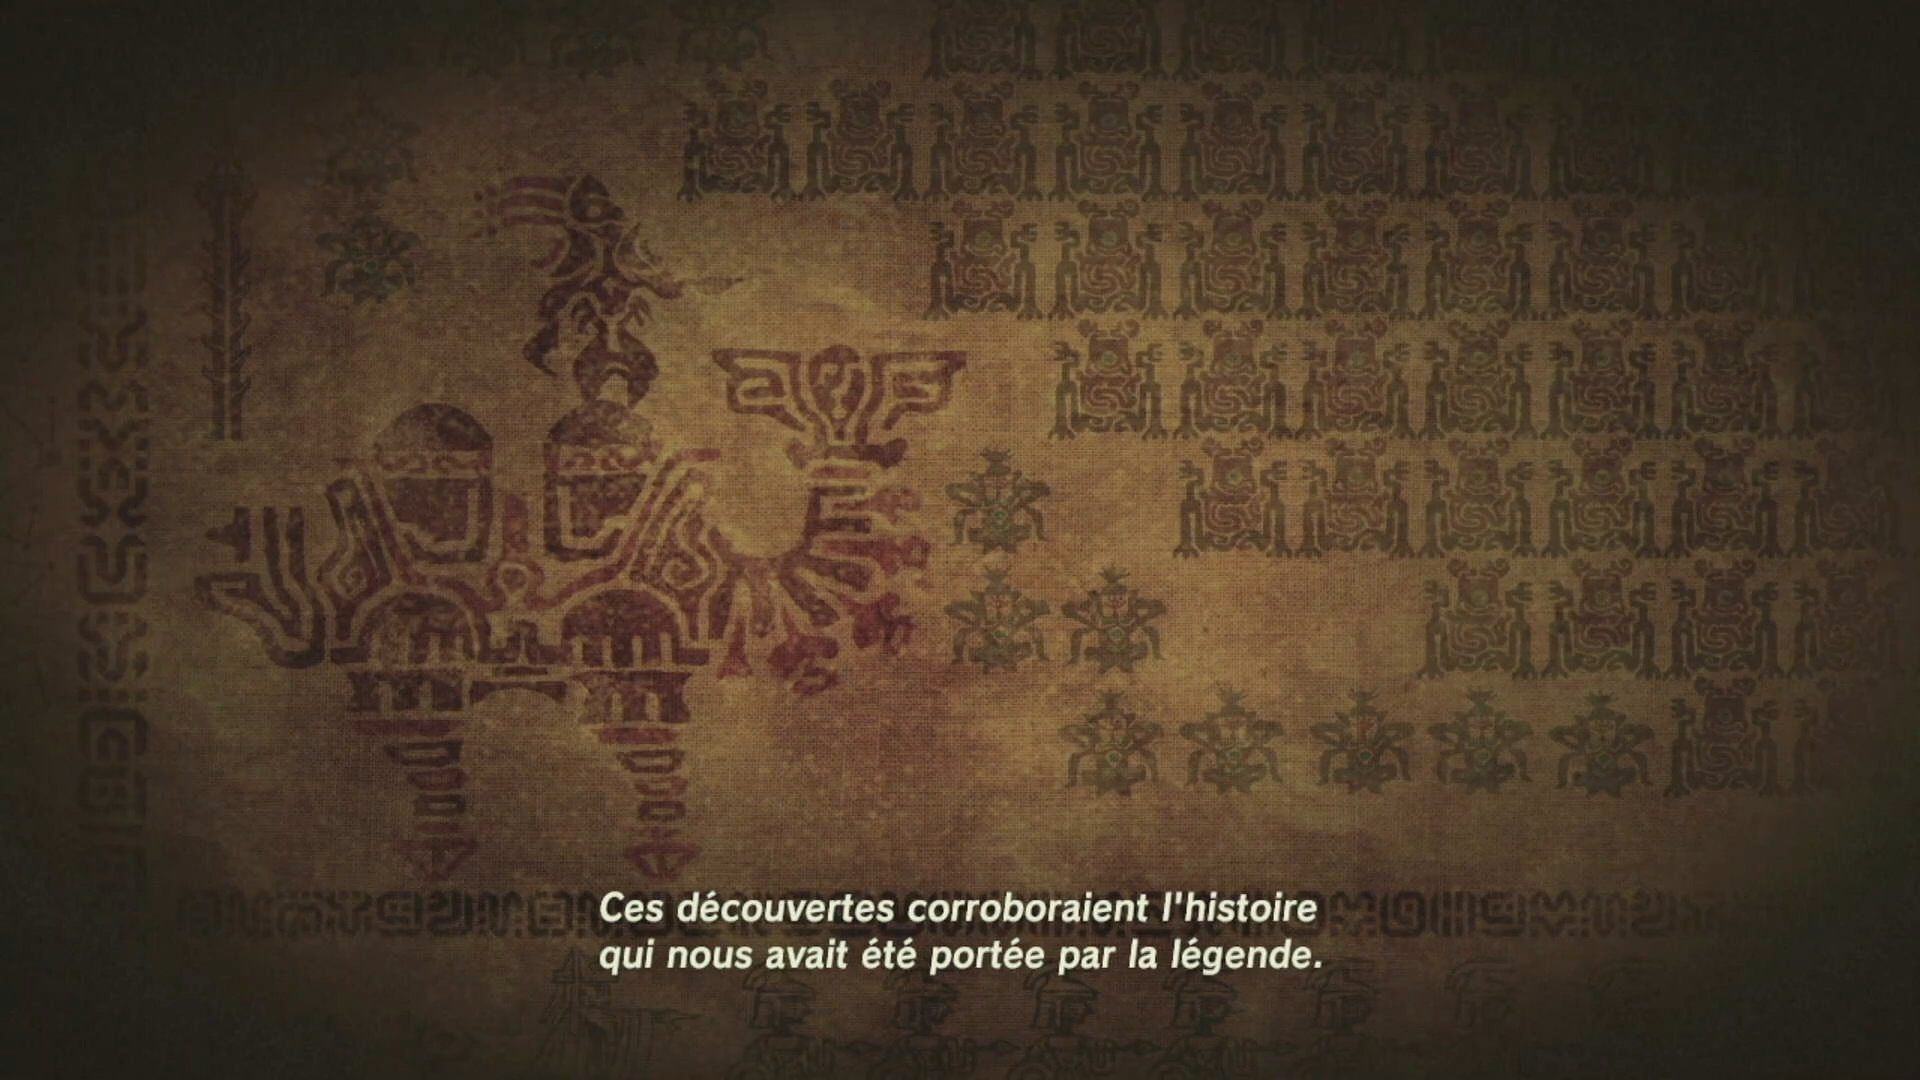 Ces découvertes corroboraient l'histoire
qui nous avait été portée par la légende.